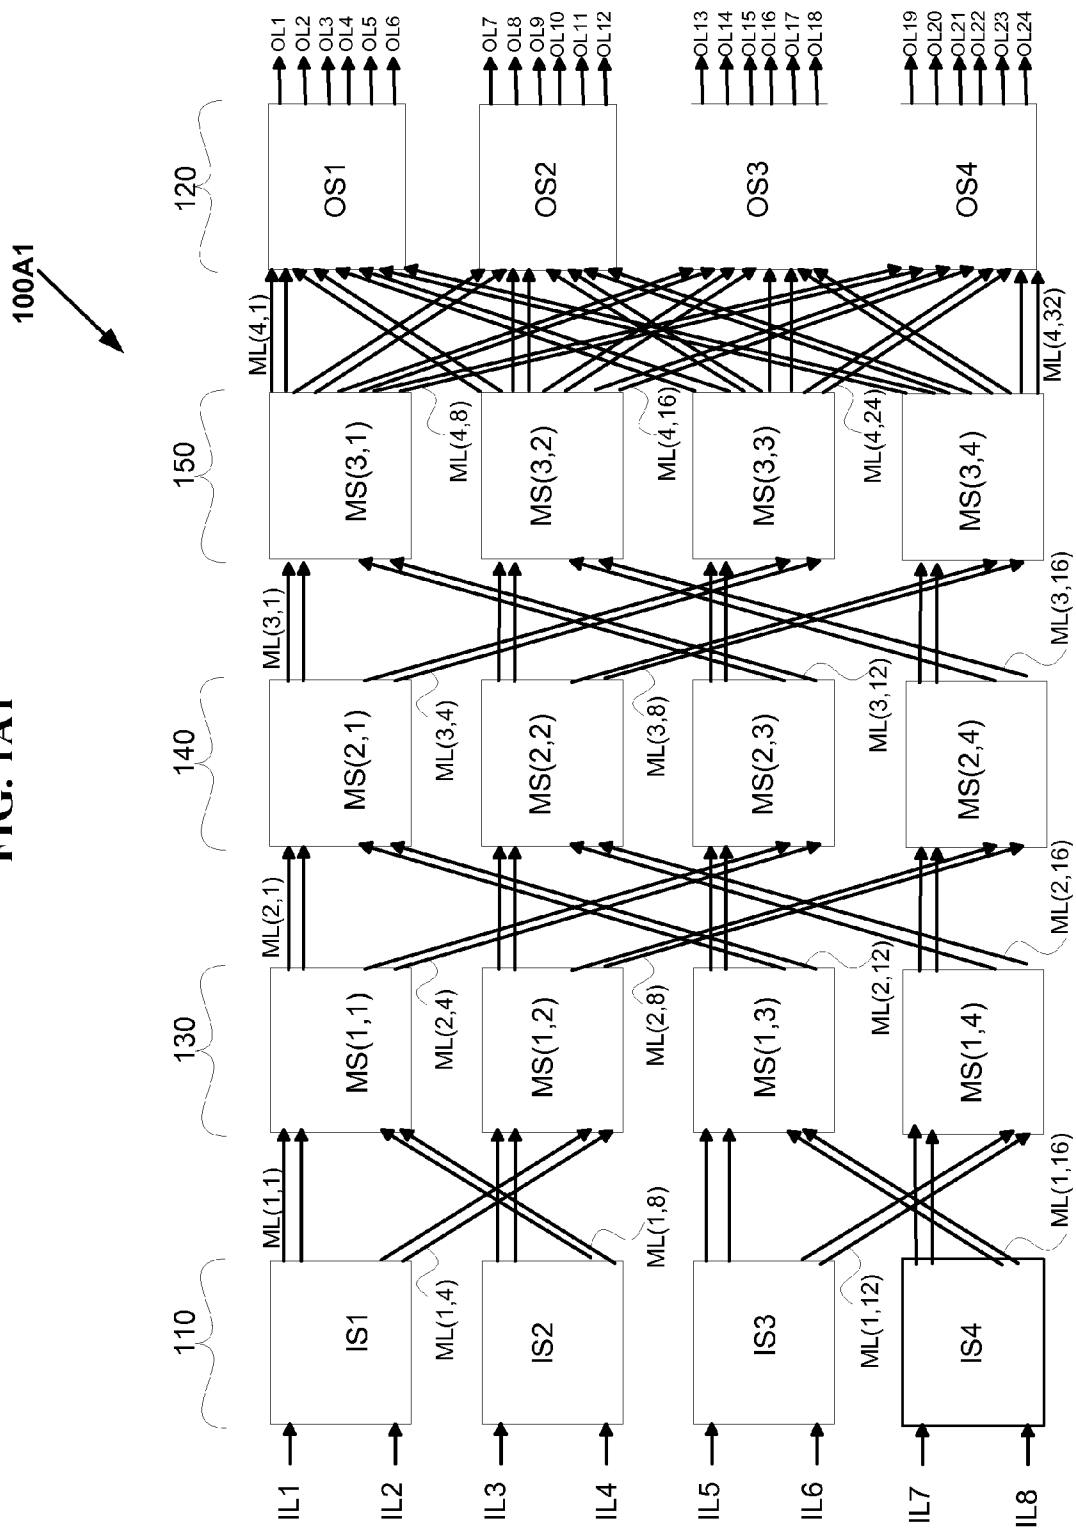 FIG. 1A1
100A1
110
130
140
150
120
IL1
IL2
IL3
IL4
IL5
IL6
IL7
IL8
IS1
IS2
IS3
IS4
ML(1,1)
ML(1,4)
ML(1,8)
ML(1,12)
ML(1,16)
MS(1,1)
MS(1,2)
MS(1,3)
MS(1,4)
ML(2,1)
ML(2,4)
ML(2,8)
ML(2,12)
ML(2,16)
MS(2,1)
MS(2,2)
MS(2,3)
MS(2,4)
ML(3,1)
ML(3,4)
ML(3,8)
ML(3,12)
ML(3,16)
MS(3,1)
MS(3,2)
MS(3,3)
MS(3,4)
ML(4,1)
ML(4,8)
ML(4,16)
ML(4,24)
ML(4,32)
OS1
OS2
OS3
OS4
OL1
OL2
OL3
OL4
OL5
OL6
OL7
OL8
OL9
OL10
OL11
OL12
OL13
OL14
OL15
OL16
OL17
OL18
OL19
OL20
OL21
OL22
OL23
OL24